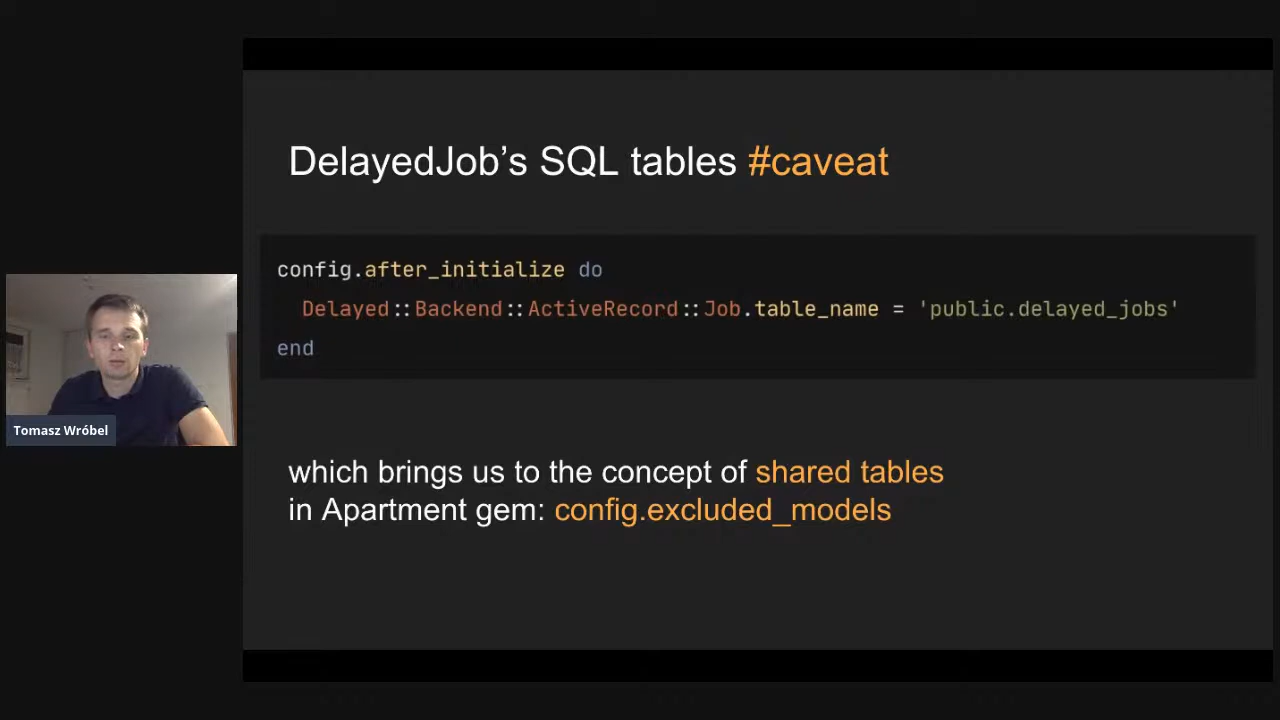 DelayedJob’s SQL tables #caveat
config.after_initialize do
Delayed::Backend::ActiveRecord::Job.table_name = 'public.delayed_jobs'
end
Tomasz Wróbel
which brings us to the concept of shared tables
in Apartment gem: config.excluded_models